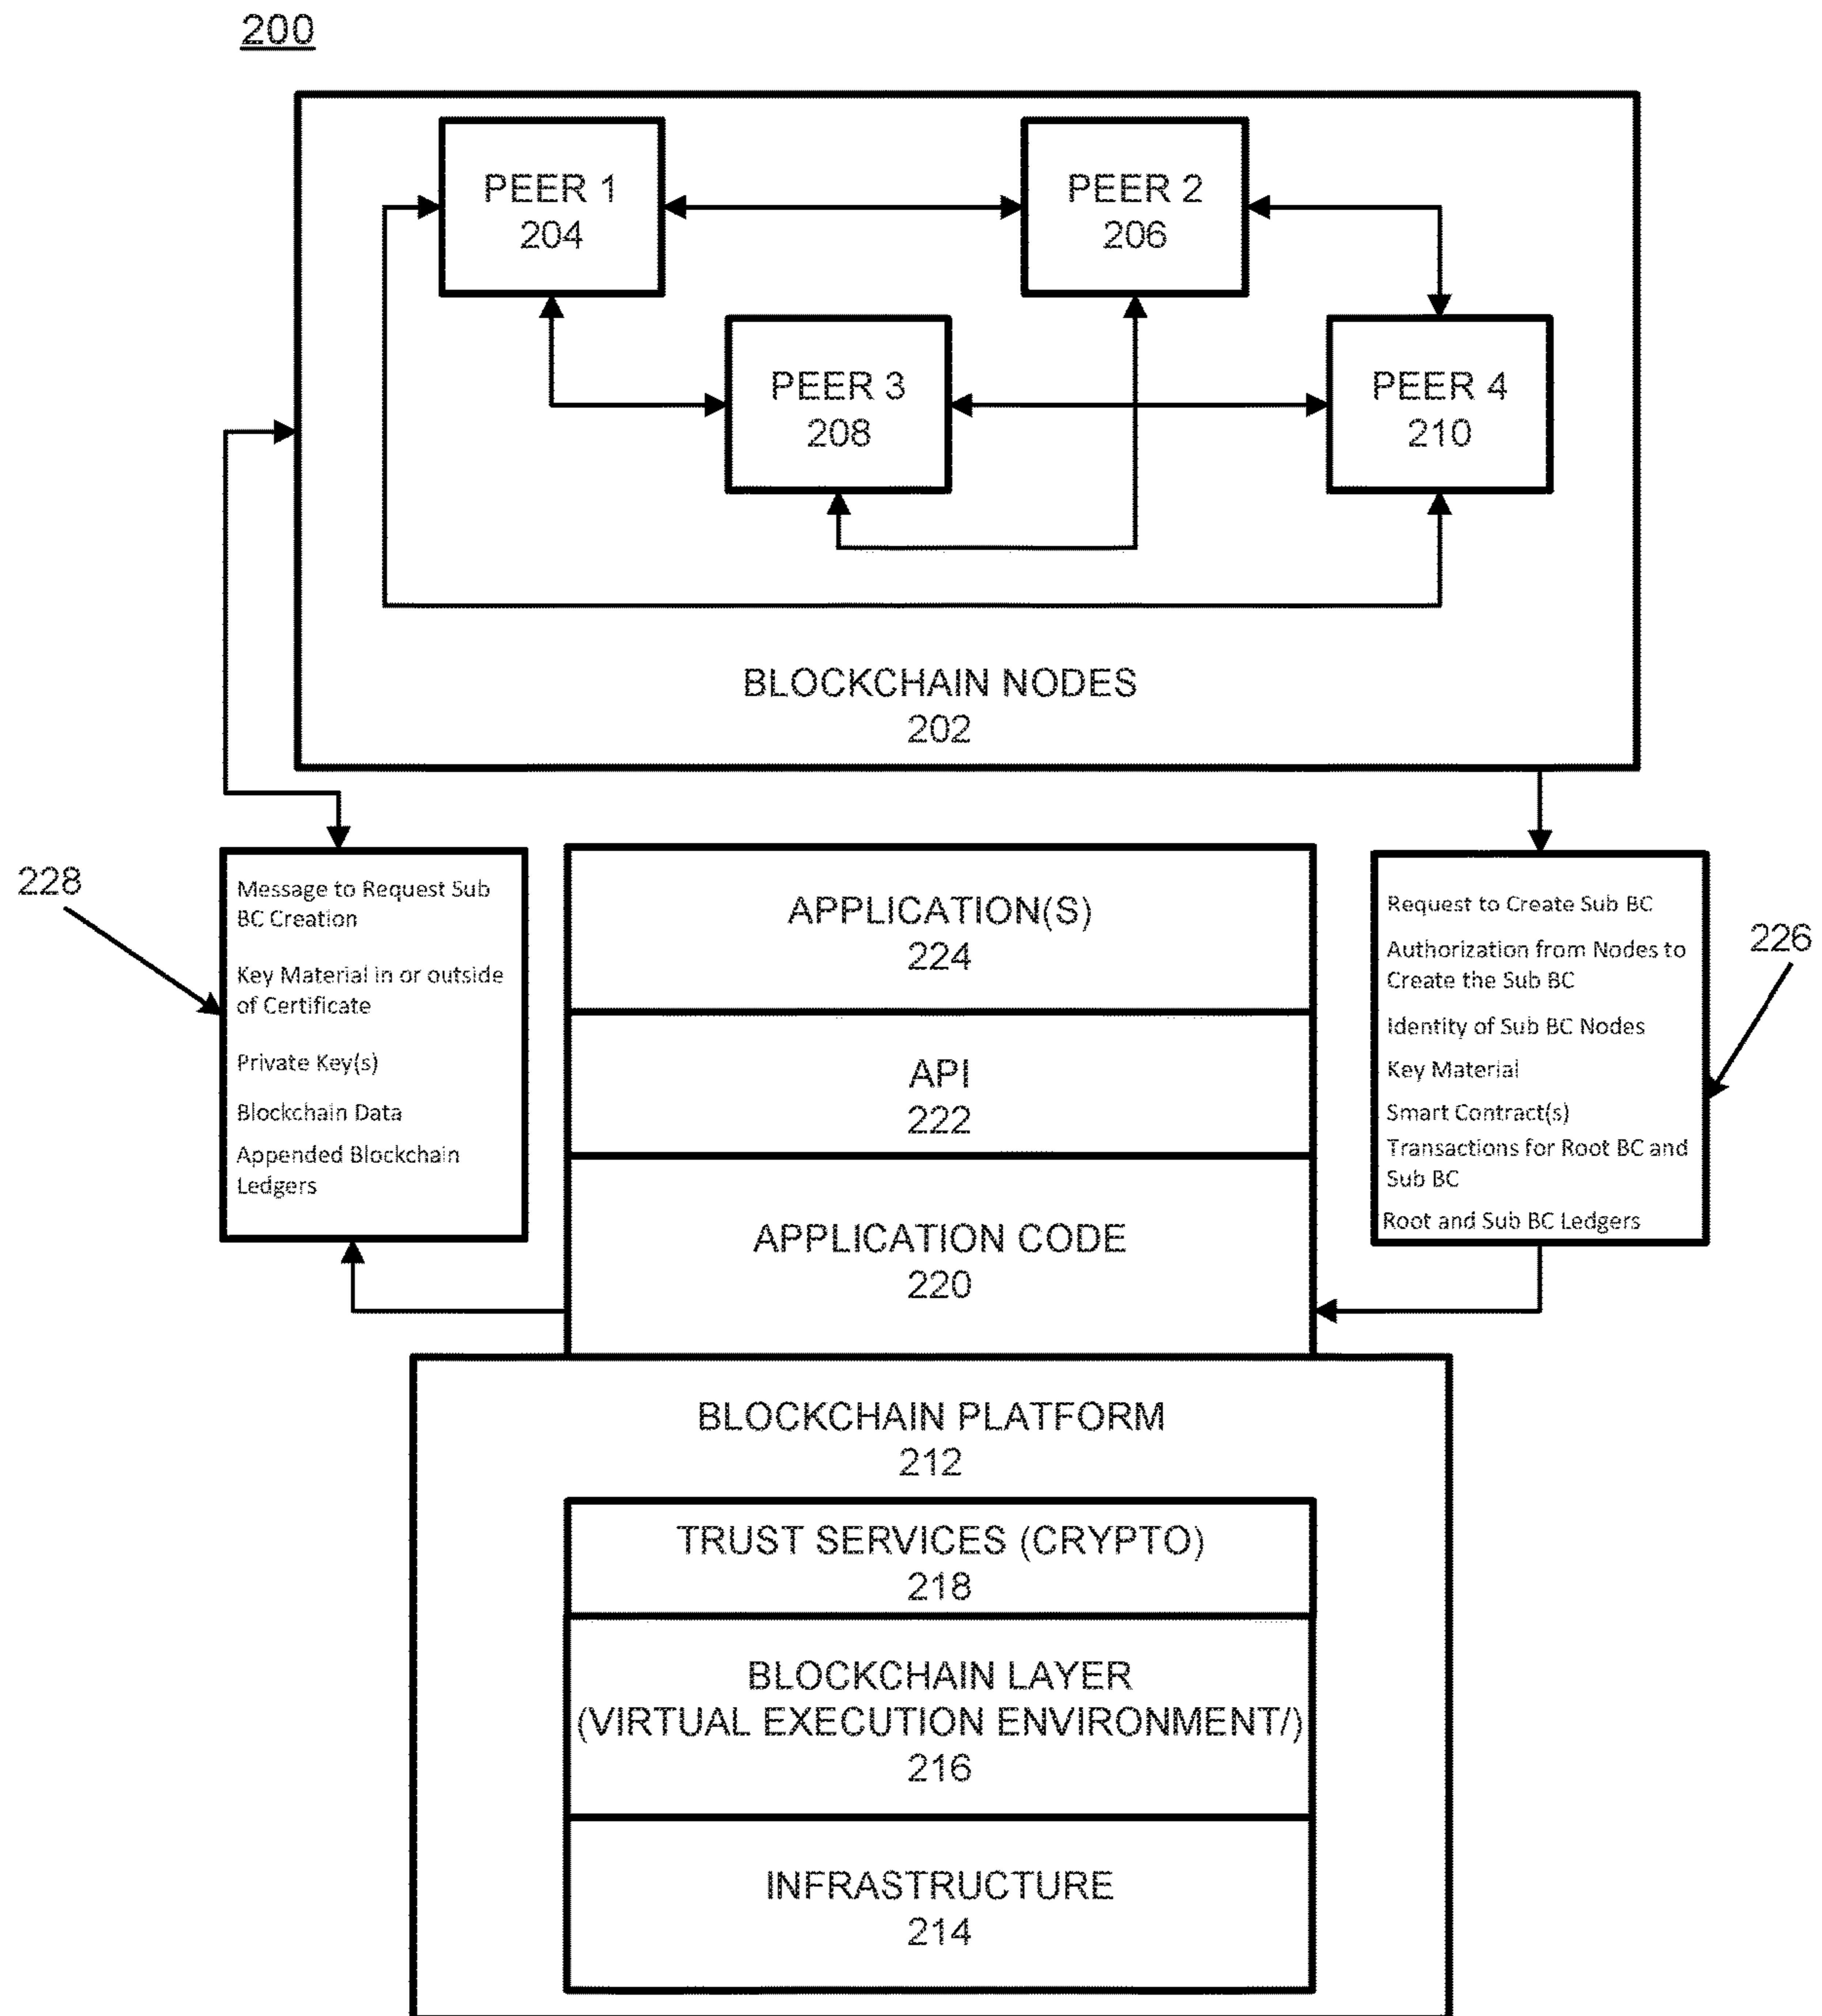 200
PEER 1
204
PEER 2
206
PEER 3
208
PEER 4
210
BLOCKCHAIN NODES
202
228
Message to Request Sub
BC Creation
Key Material in or outside
of Certificate
Private Key(s)
Blockchain Data
Appended Blockchain
Ledgers
APPLICATION(S)
224
API
222
APPLICATION CODE
220
Request to Create Sub BC
Authorization from Nodes to
Create the Sub BC
Identity of Sub BC Nodes
Key Material
Smart Contract(s)
Transactions for Root BC and
Sub BC
Root and Sub BC Ledgers
226
BLOCKCHAIN PLATFORM
212
TRUST SERVICES (CRYPTO)
218
BLOCKCHAIN LAYER
(VIRTUAL EXECUTION ENVIRONMENT/)
216
INFRASTRUCTURE
214